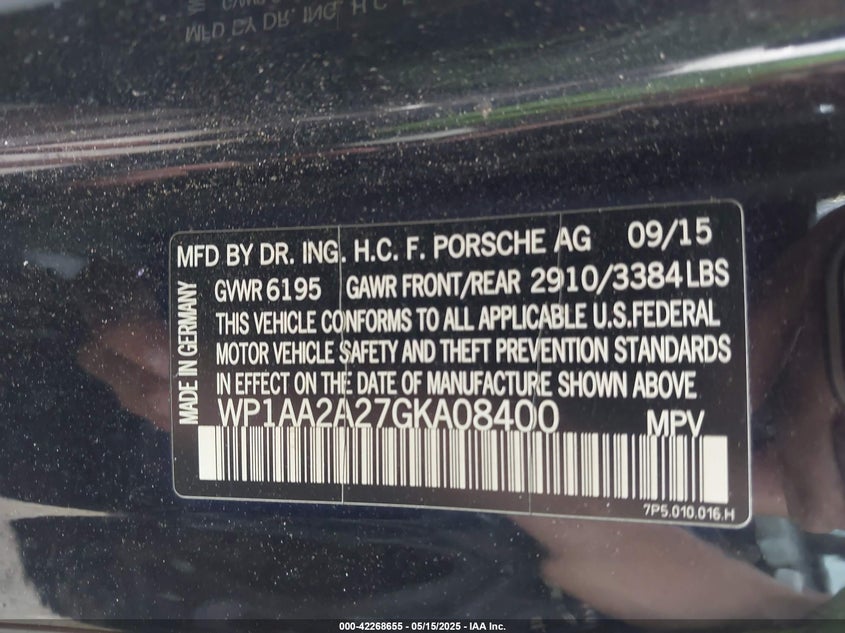 MFD BY DR. ING. H.C. F. PORSCHE AG 09/15
GVWR 6195 GAWR FRONT/REAR 2910/3384 LBS
THIS VEHICLE CONFORMS TO ALL APPLICABLE U.S.FEDERAL
MOTOR VEHICLE SAFETY AND THEFT PREVENTION STANDARDS
IN EFFECT ON THE DATE OF MANUFACTURE SHOWN ABOVE
WP1AA2A27GKA08400 MPV
MADE IN GERMANY
7P5.010.016.H
000-42268655 - 05/15/2025 - IAA Inc.